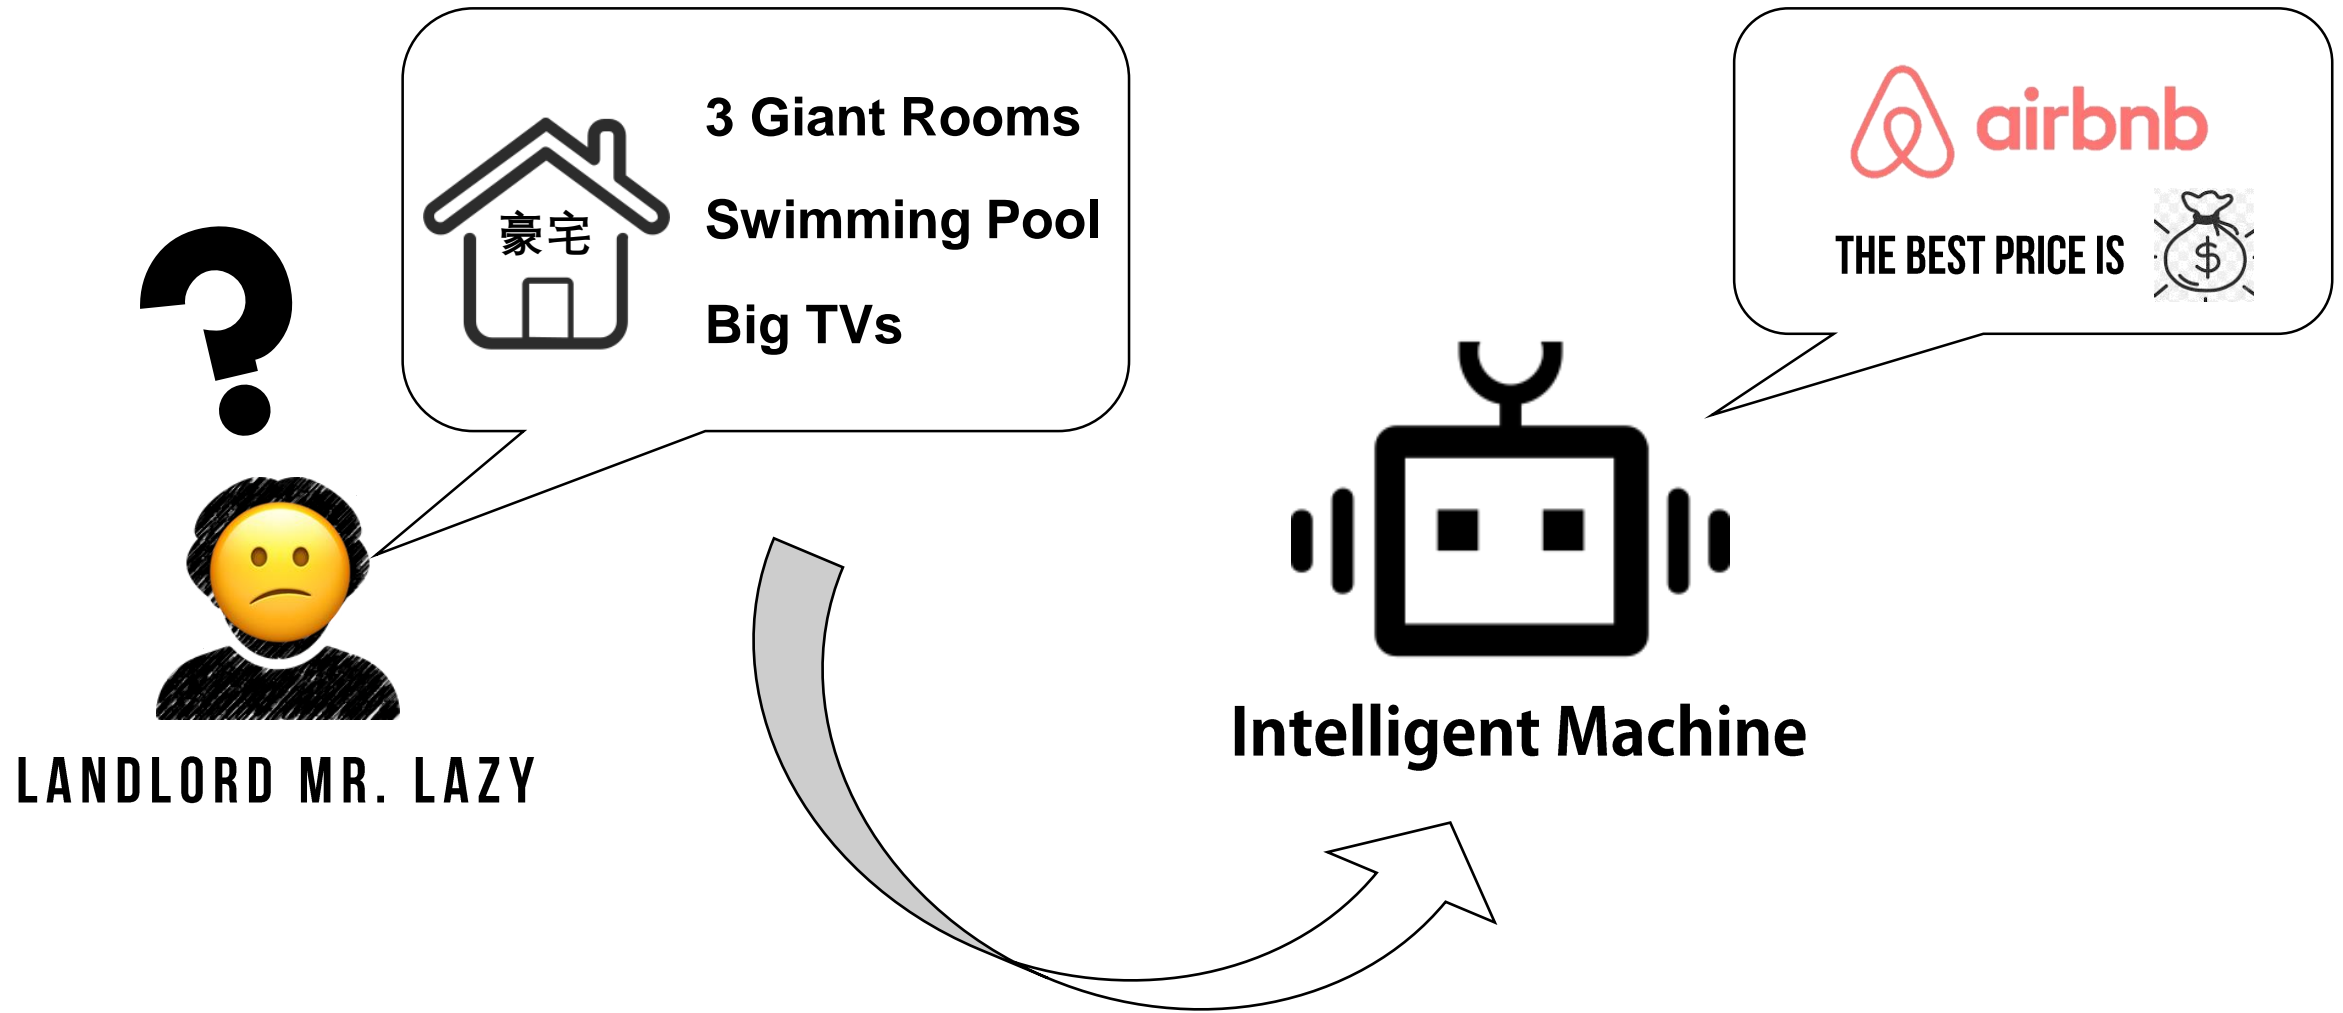 豪宅
3 Giant Rooms
Swimming Pool
Big TVs
LANDLORD MR. LAZY
Intelligent Machine
airbnb
THE BEST PRICE IS
$